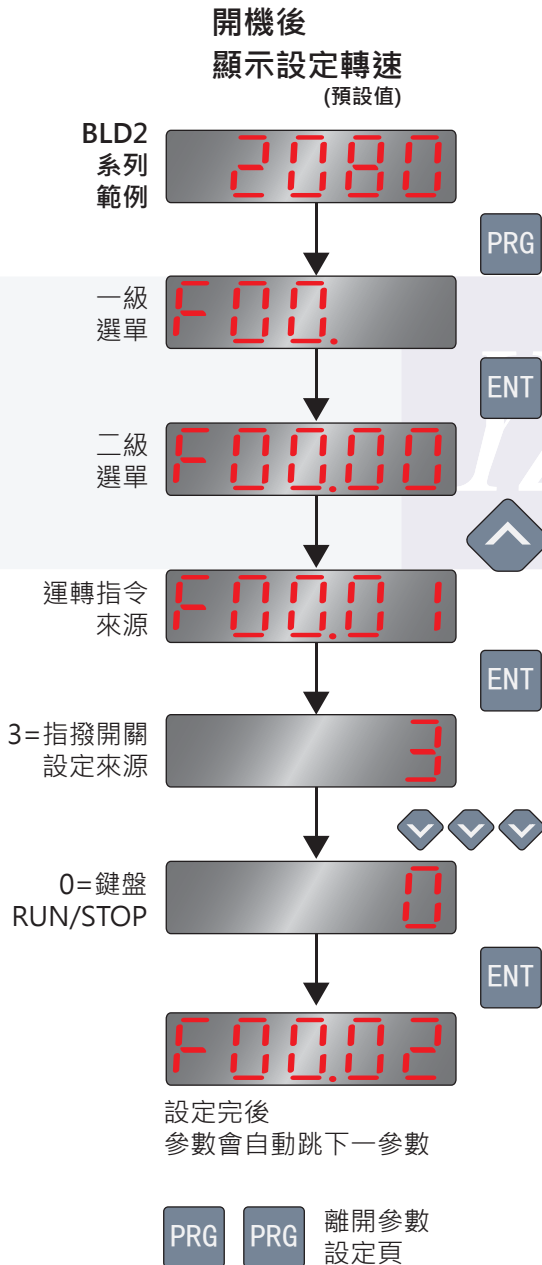 開機後
顯示設定轉速
(預設值)
BLD2
系列
範例
2080
PRG
一級
選單
F00.
ENT
二級
選單
F00.00
運轉指令
來源
F00.01
ENT
3=指撥開關
設定來源
3
0=鍵盤
RUN/STOP
0
ENT
F00.02
設定完後
參數會自動跳下一參數
PRG PRG 離開參數
設定頁